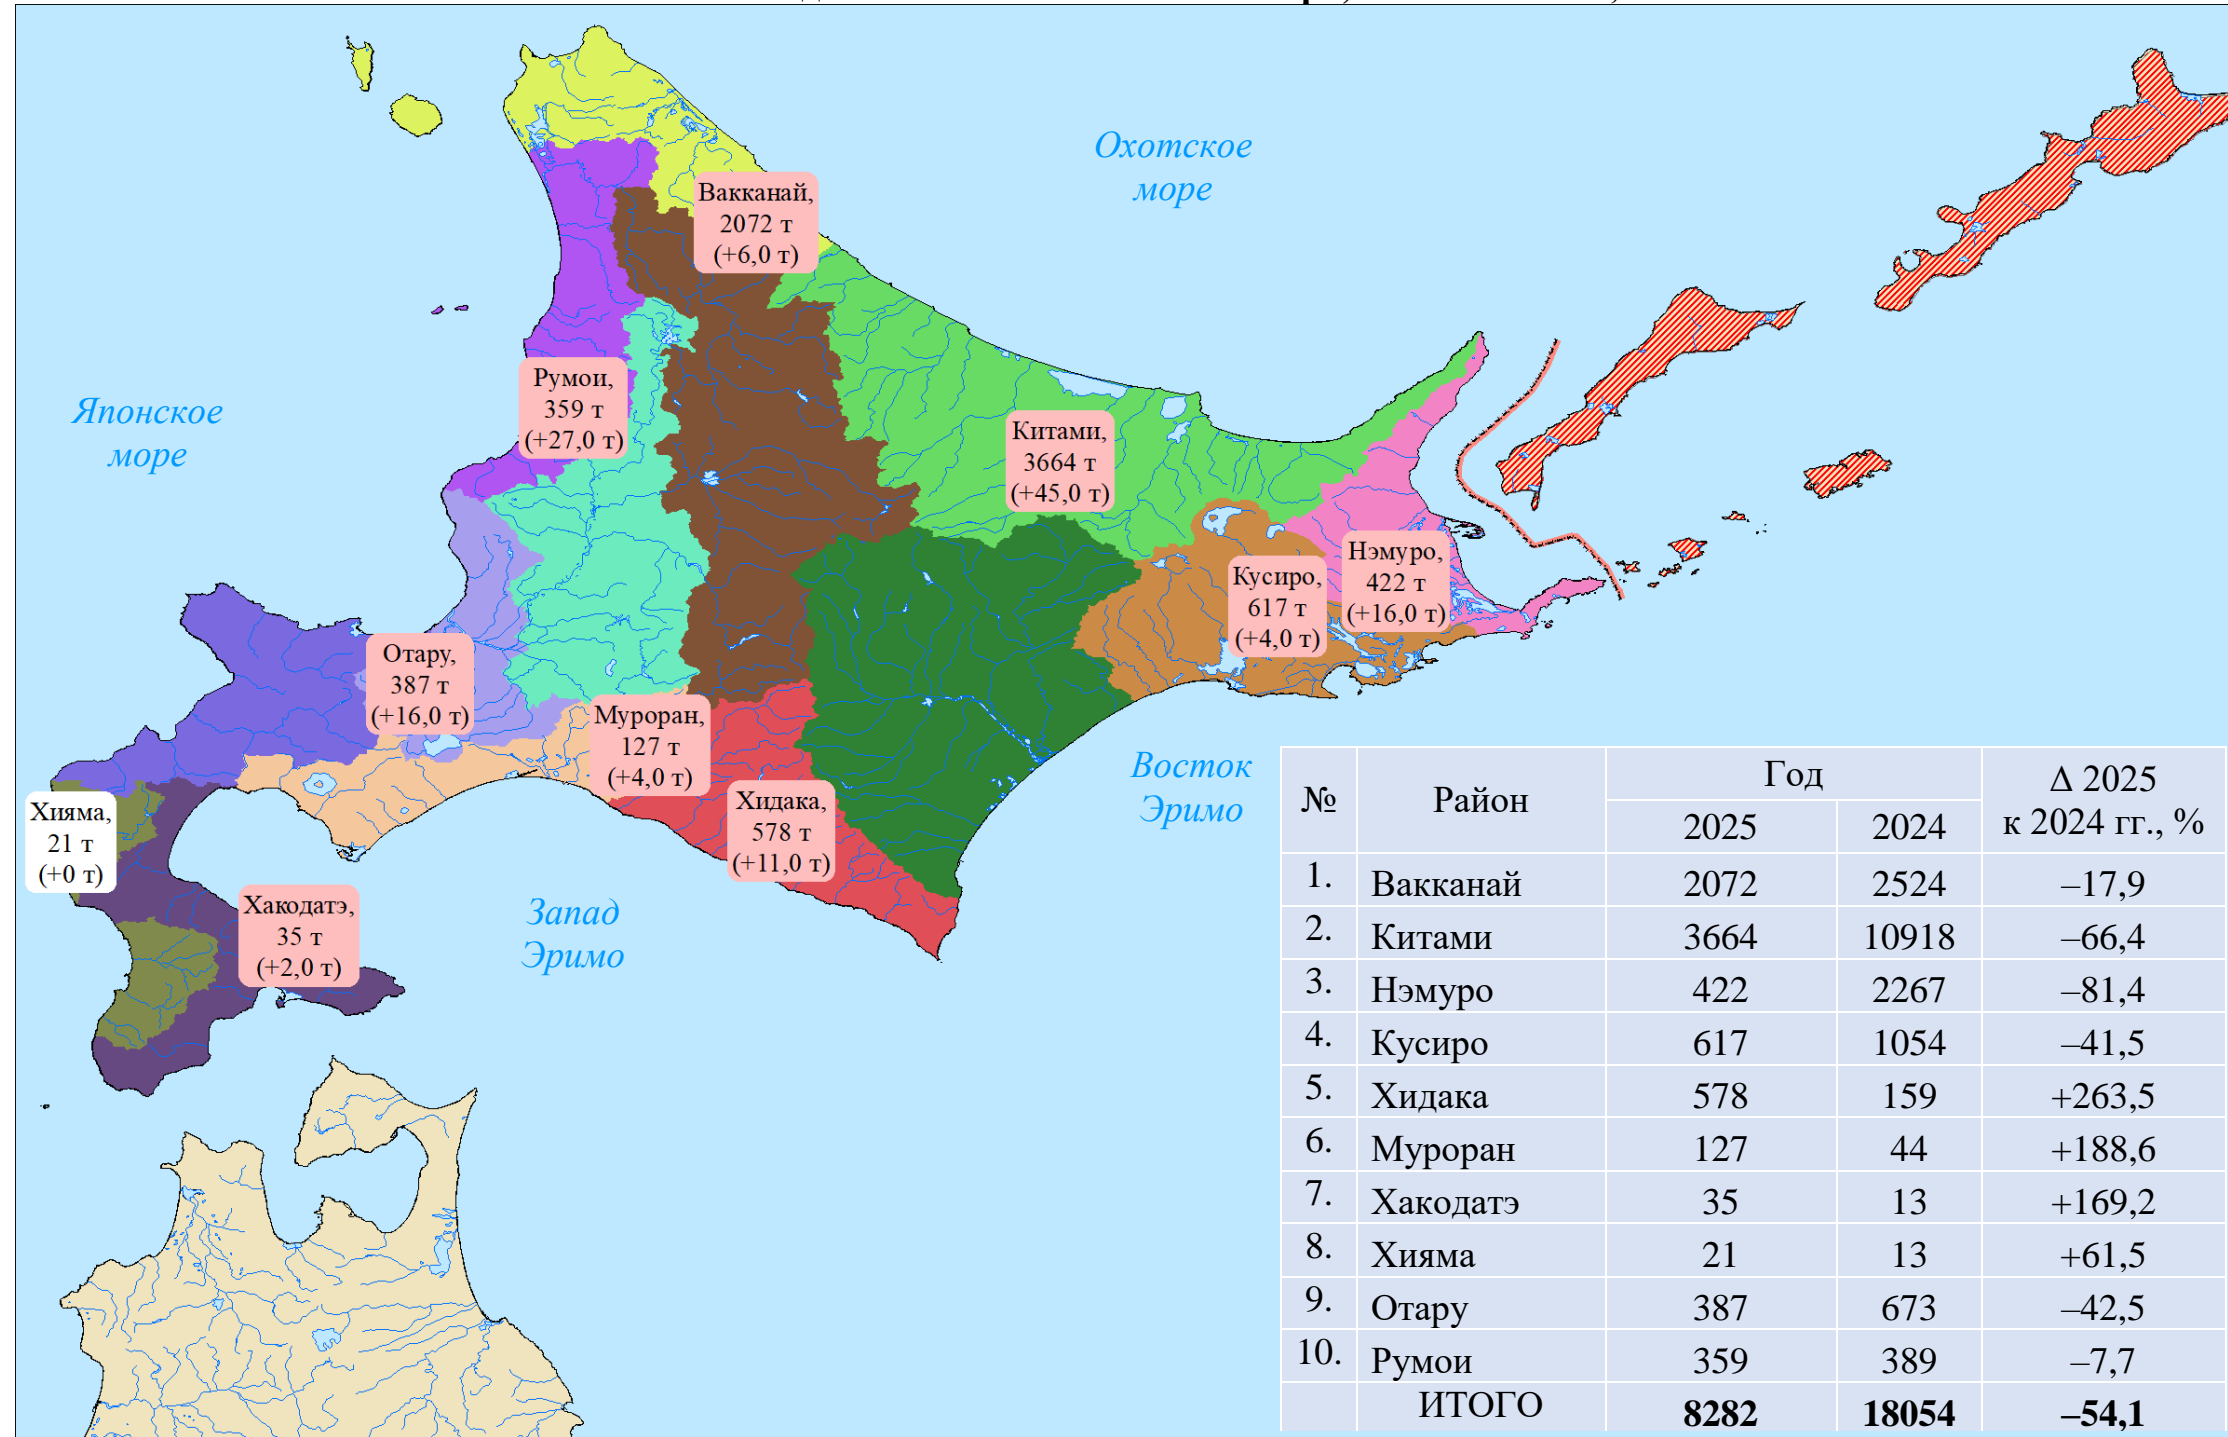 Охотское
море
Вакканай,
2072 т
(+6,0 т)
Японское
море
Румои,
359 т
(+27,0 т)
Китами,
3664 т
(+45,0 т)
Нэмуро,
422 т
(+16,0 т)
Кусиро,
617 т
(+4,0 т)
Отару,
387 т
(+16,0 т)
Муроран,
127 т
(+4,0 т)
Хидака,
578 т
(+11,0 т)
Хияма,
21 т
(+0 т)
Хакодатэ,
35 т
(+2,0 т)
Запад
Эримо
Восток
Эримо
№ Район Год Δ 2025 к 2024 гг., %
2025 2024
1. Вакканай 2072 2524 –17,9
2. Китами 3664 10918 –66,4
3. Нэмуро 422 2267 –81,4
4. Кусиро 617 1054 –41,5
5. Хидака 578 159 +263,5
6. Муроран 127 44 +188,6
7. Хакодатэ 35 13 +169,2
8. Хияма 21 13 +61,5
9. Отару 387 673 –42,5
10. Румои 359 389 –7,7
ИТОГО 8282 18054 –54,1